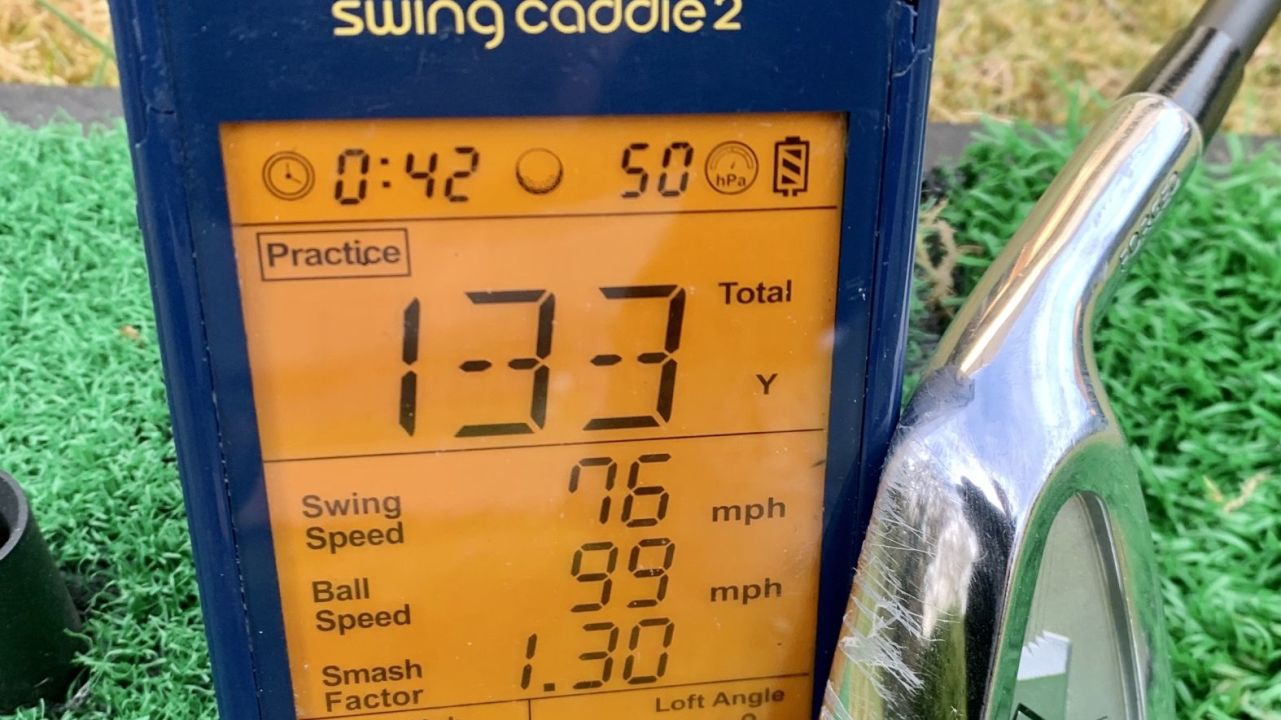 swing caddie 2
0:42 50 hPa
Practice
133 Total
Y
Swing Speed 76 mph
Ball Speed 99 mph
Smash Factor 1.30
Loft Angle
FORGED